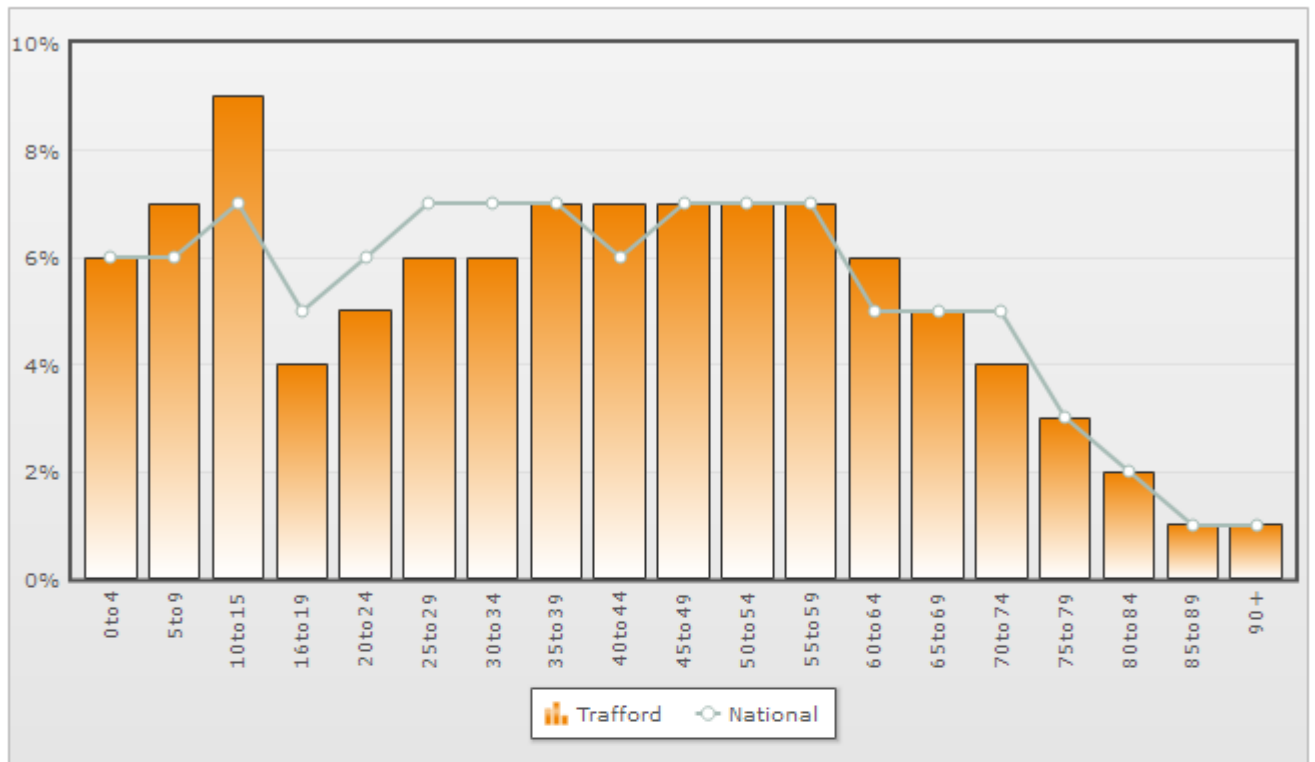 10%
8%
6%
4%
2%
0%
0to4
5to9
10to15
16to19
20to24
25to29
30to34
35to39
40to44
45to49
50to54
55to59
60to64
65to69
70to74
75to79
80to84
85to89
90+
Trafford National